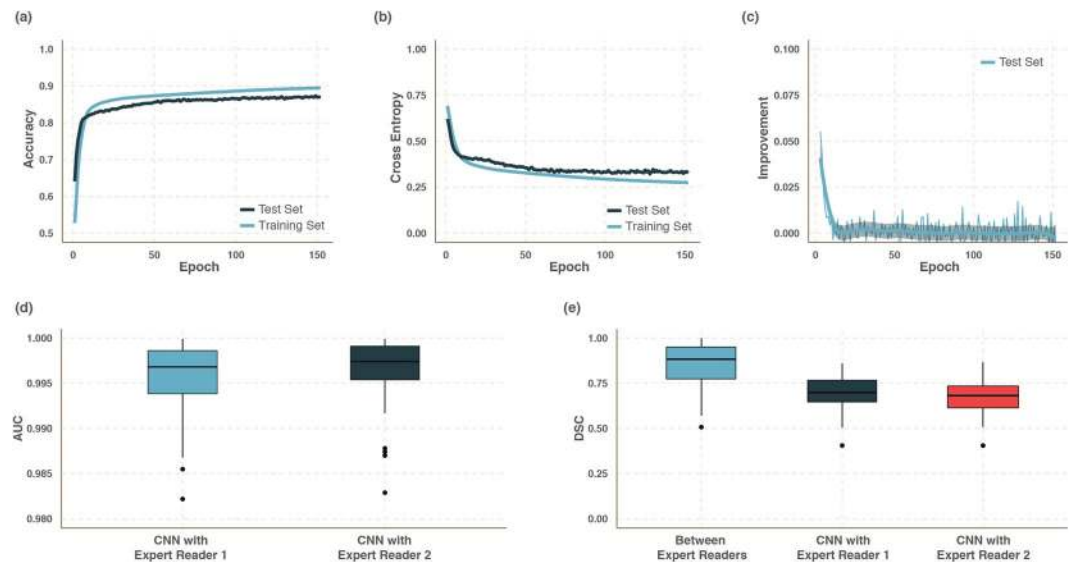 (a)
1.0
0.9
0.8
0.7
0.6
0.5
Accuracy
Test Set
Training Set
0
50
100
150
Epoch
(b)
1.00
0.75
0.50
0.25
0.00
Cross Entropy
Test Set
Training Set
0
50
100
150
Epoch
(c)
0.100
0.075
0.050
0.025
0.000
Improvement
Test Set
0
50
100
150
Epoch
(d)
1.000
0.995
0.990
0.985
0.980
AUC
CNN with
Expert Reader 1
CNN with
Expert Reader 2
(e)
1.00
0.75
0.50
0.25
0.00
DSC
Between
Expert Readers
CNN with
Expert Reader 1
CNN with
Expert Reader 2